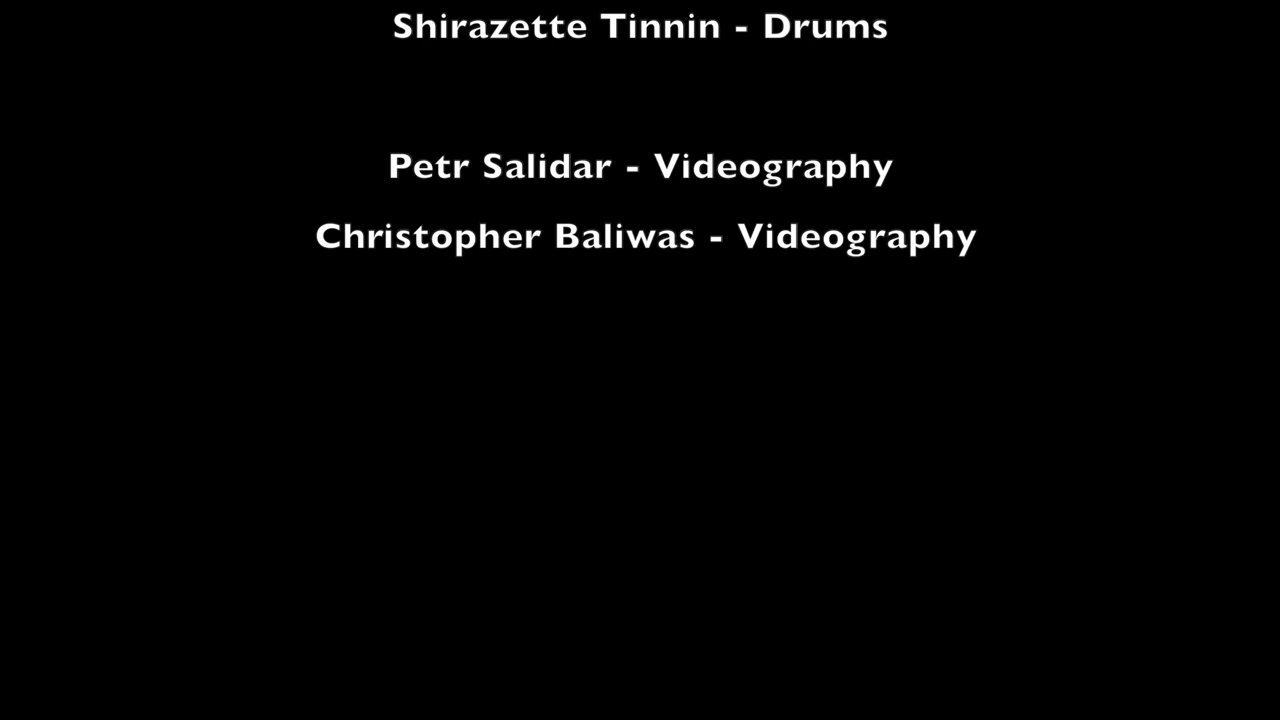 Shirazette Tinnin - Drums
Petr Salidar - Videography
Christopher Baliwas - Videography